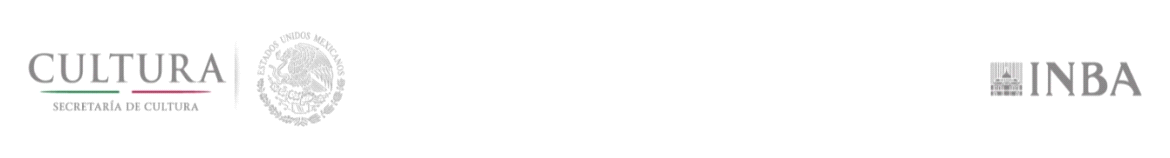 CULTURA
SECRETARÍA DE CULTURA
ESTADOS UNIDOS MEXICANOS
INBA